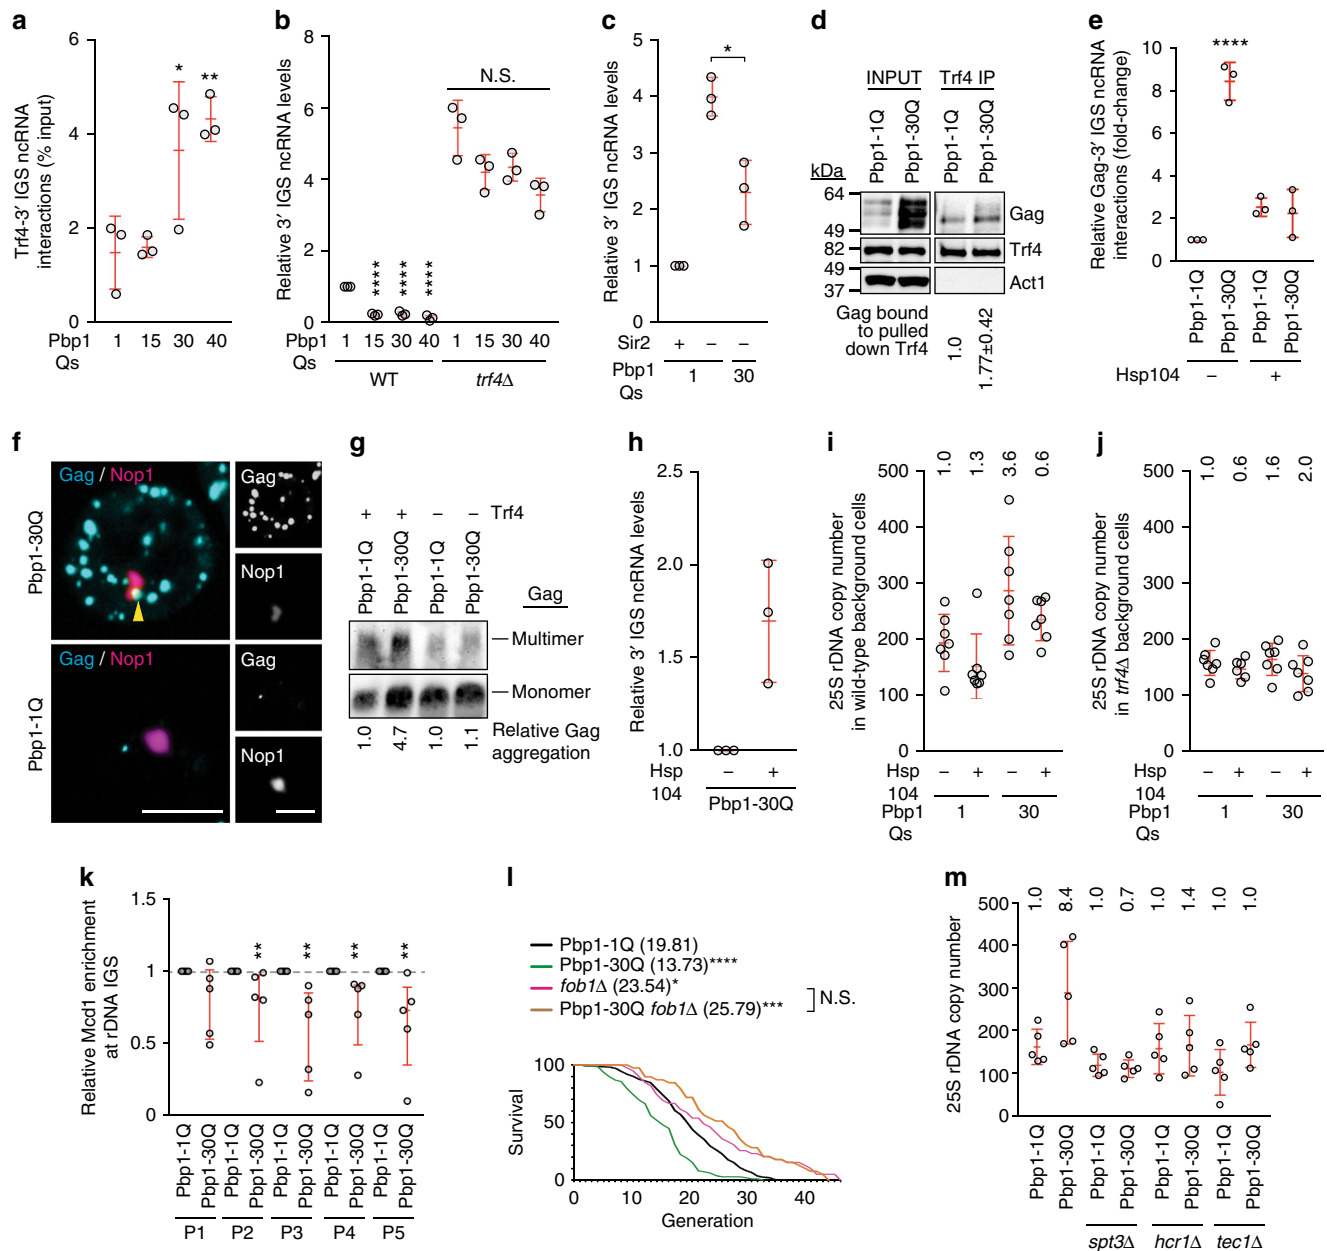 a
Trf4-3′ IGS ncRNA
interactions (% input)
6
4
2
0
*
**
Pbp1
Qs
1 15 30 40
b
Relative 3′ IGS ncRNA levels
8
6
4
2
0
N.S.
****
****
****
Pbp1
Qs
1 15 30 40 1 15 30 40
WT
trf4Δ
c
Relative 3′ IGS ncRNA levels
5
4
3
2
1
0
*
Sir2 + – –
Pbp1
Qs
1 30
d
INPUT Trf4 IP
Pbp1-1Q
Pbp1-30Q
Pbp1-1Q
Pbp1-30Q
kDa
64
49
82
49
37
Gag
Trf4
Act1
Gag bound
to pulled
down Trf4
1.0
1.77±0.42
e
Relative Gag-3′ IGS ncRNA
interactions (fold-change)
10
8
6
4
2
0
****
Pbp1-1Q
Pbp1-30Q
Pbp1-1Q
Pbp1-30Q
Hsp104 – +
f
Pbp1-30Q
Gag / Nop1
Gag
Nop1
Pbp1-1Q
Gag / Nop1
Gag
Nop1
g
+ + – – Trf4
Pbp1-1Q
Pbp1-30Q
Pbp1-1Q
Pbp1-30Q
Gag
Multimer
Monomer
1.0
4.7
1.0
1.1
Relative Gag
aggregation
h
Relative 3′ IGS ncRNA levels
2.5
2.0
1.5
1.0
Hsp
104
– +
Pbp1-30Q
i
25S rDNA copy number
in wild-type background cells
500
400
300
200
100
0
1.0
1.3
3.6
0.6
Hsp
104
– + – +
Pbp1
Qs
1 30
j
25S rDNA copy number
in trf4Δ background cells
500
400
300
200
100
0
1.0
0.6
1.6
2.0
Hsp
104
– + – +
Pbp1
Qs
1 30
k
Relative Mcd1 enrichment
at rDNA IGS
1.5
1
0.5
0
**
**
**
**
Pbp1-1Q
Pbp1-30Q
Pbp1-1Q
Pbp1-30Q
Pbp1-1Q
Pbp1-30Q
Pbp1-1Q
Pbp1-30Q
Pbp1-1Q
Pbp1-30Q
P1 P2 P3 P4 P5
l
Pbp1-1Q (19.81)
Pbp1-30Q (13.73)****
fob1Δ (23.54)*
Pbp1-30Q fob1Δ (25.79)***
N.S.
Survival
100
50
0
0 10 20 30 40
Generation
m
25S rDNA copy number
500
400
300
200
100
0
1.0
8.4
1.0
0.7
1.0
1.4
1.0
1.0
Pbp1-1Q
Pbp1-30Q
Pbp1-1Q
Pbp1-30Q
Pbp1-1Q
Pbp1-30Q
Pbp1-1Q
Pbp1-30Q
spt3Δ hcr1Δ tec1Δ